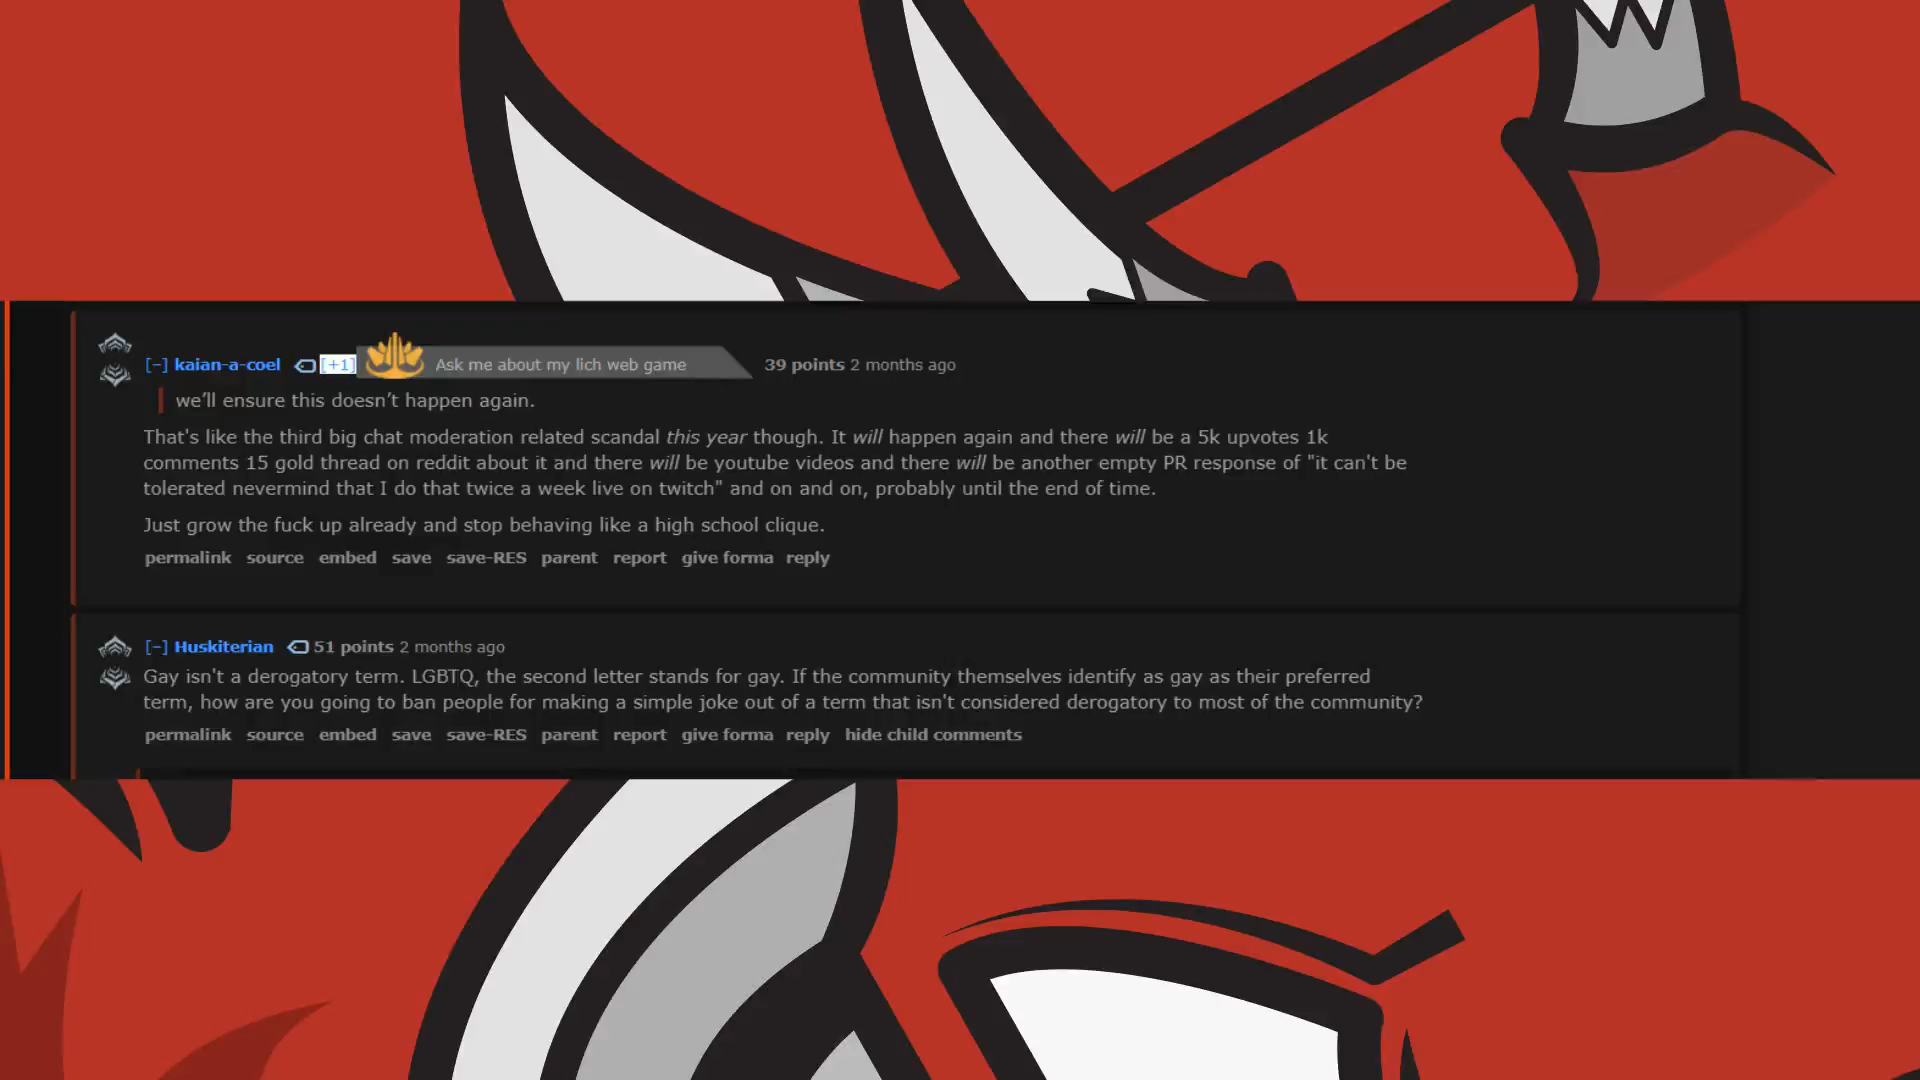 [-] kaian-a-coel [+1] Ask me about my lich web game 39 points 2 months ago
we’ll ensure this doesn’t happen again.
That's like the third big chat moderation related scandal this year though. It will happen again and there will be a 5k upvotes 1k
comments 15 gold thread on reddit about it and there will be youtube videos and there will be another empty PR response of "it can't be
tolerated nevermind that I do that twice a week live on twitch" and on and on, probably until the end of time.
Just grow the fuck up already and stop behaving like a high school clique.
permalink source embed save save-RES parent report give forma reply
[-] Huskiterian 51 points 2 months ago
Gay isn't a derogatory term. LGBTQ, the second letter stands for gay. If the community themselves identify as gay as their preferred
term, how are you going to ban people for making a simple joke out of a term that isn't considered derogatory to most of the community?
permalink source embed save save-RES parent report give forma reply hide child comments